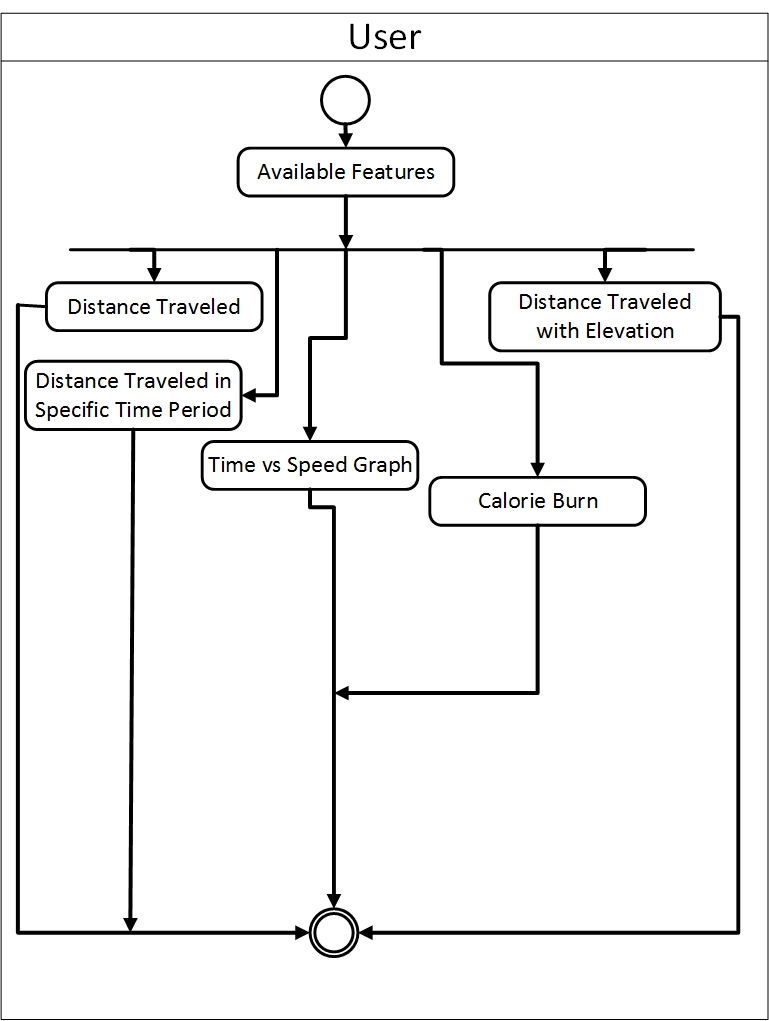 User
Available Features
Distance Traveled
Distance Traveled
with Elevation
Distance Traveled in
Specific Time Period
Time vs Speed Graph
Calorie Burn